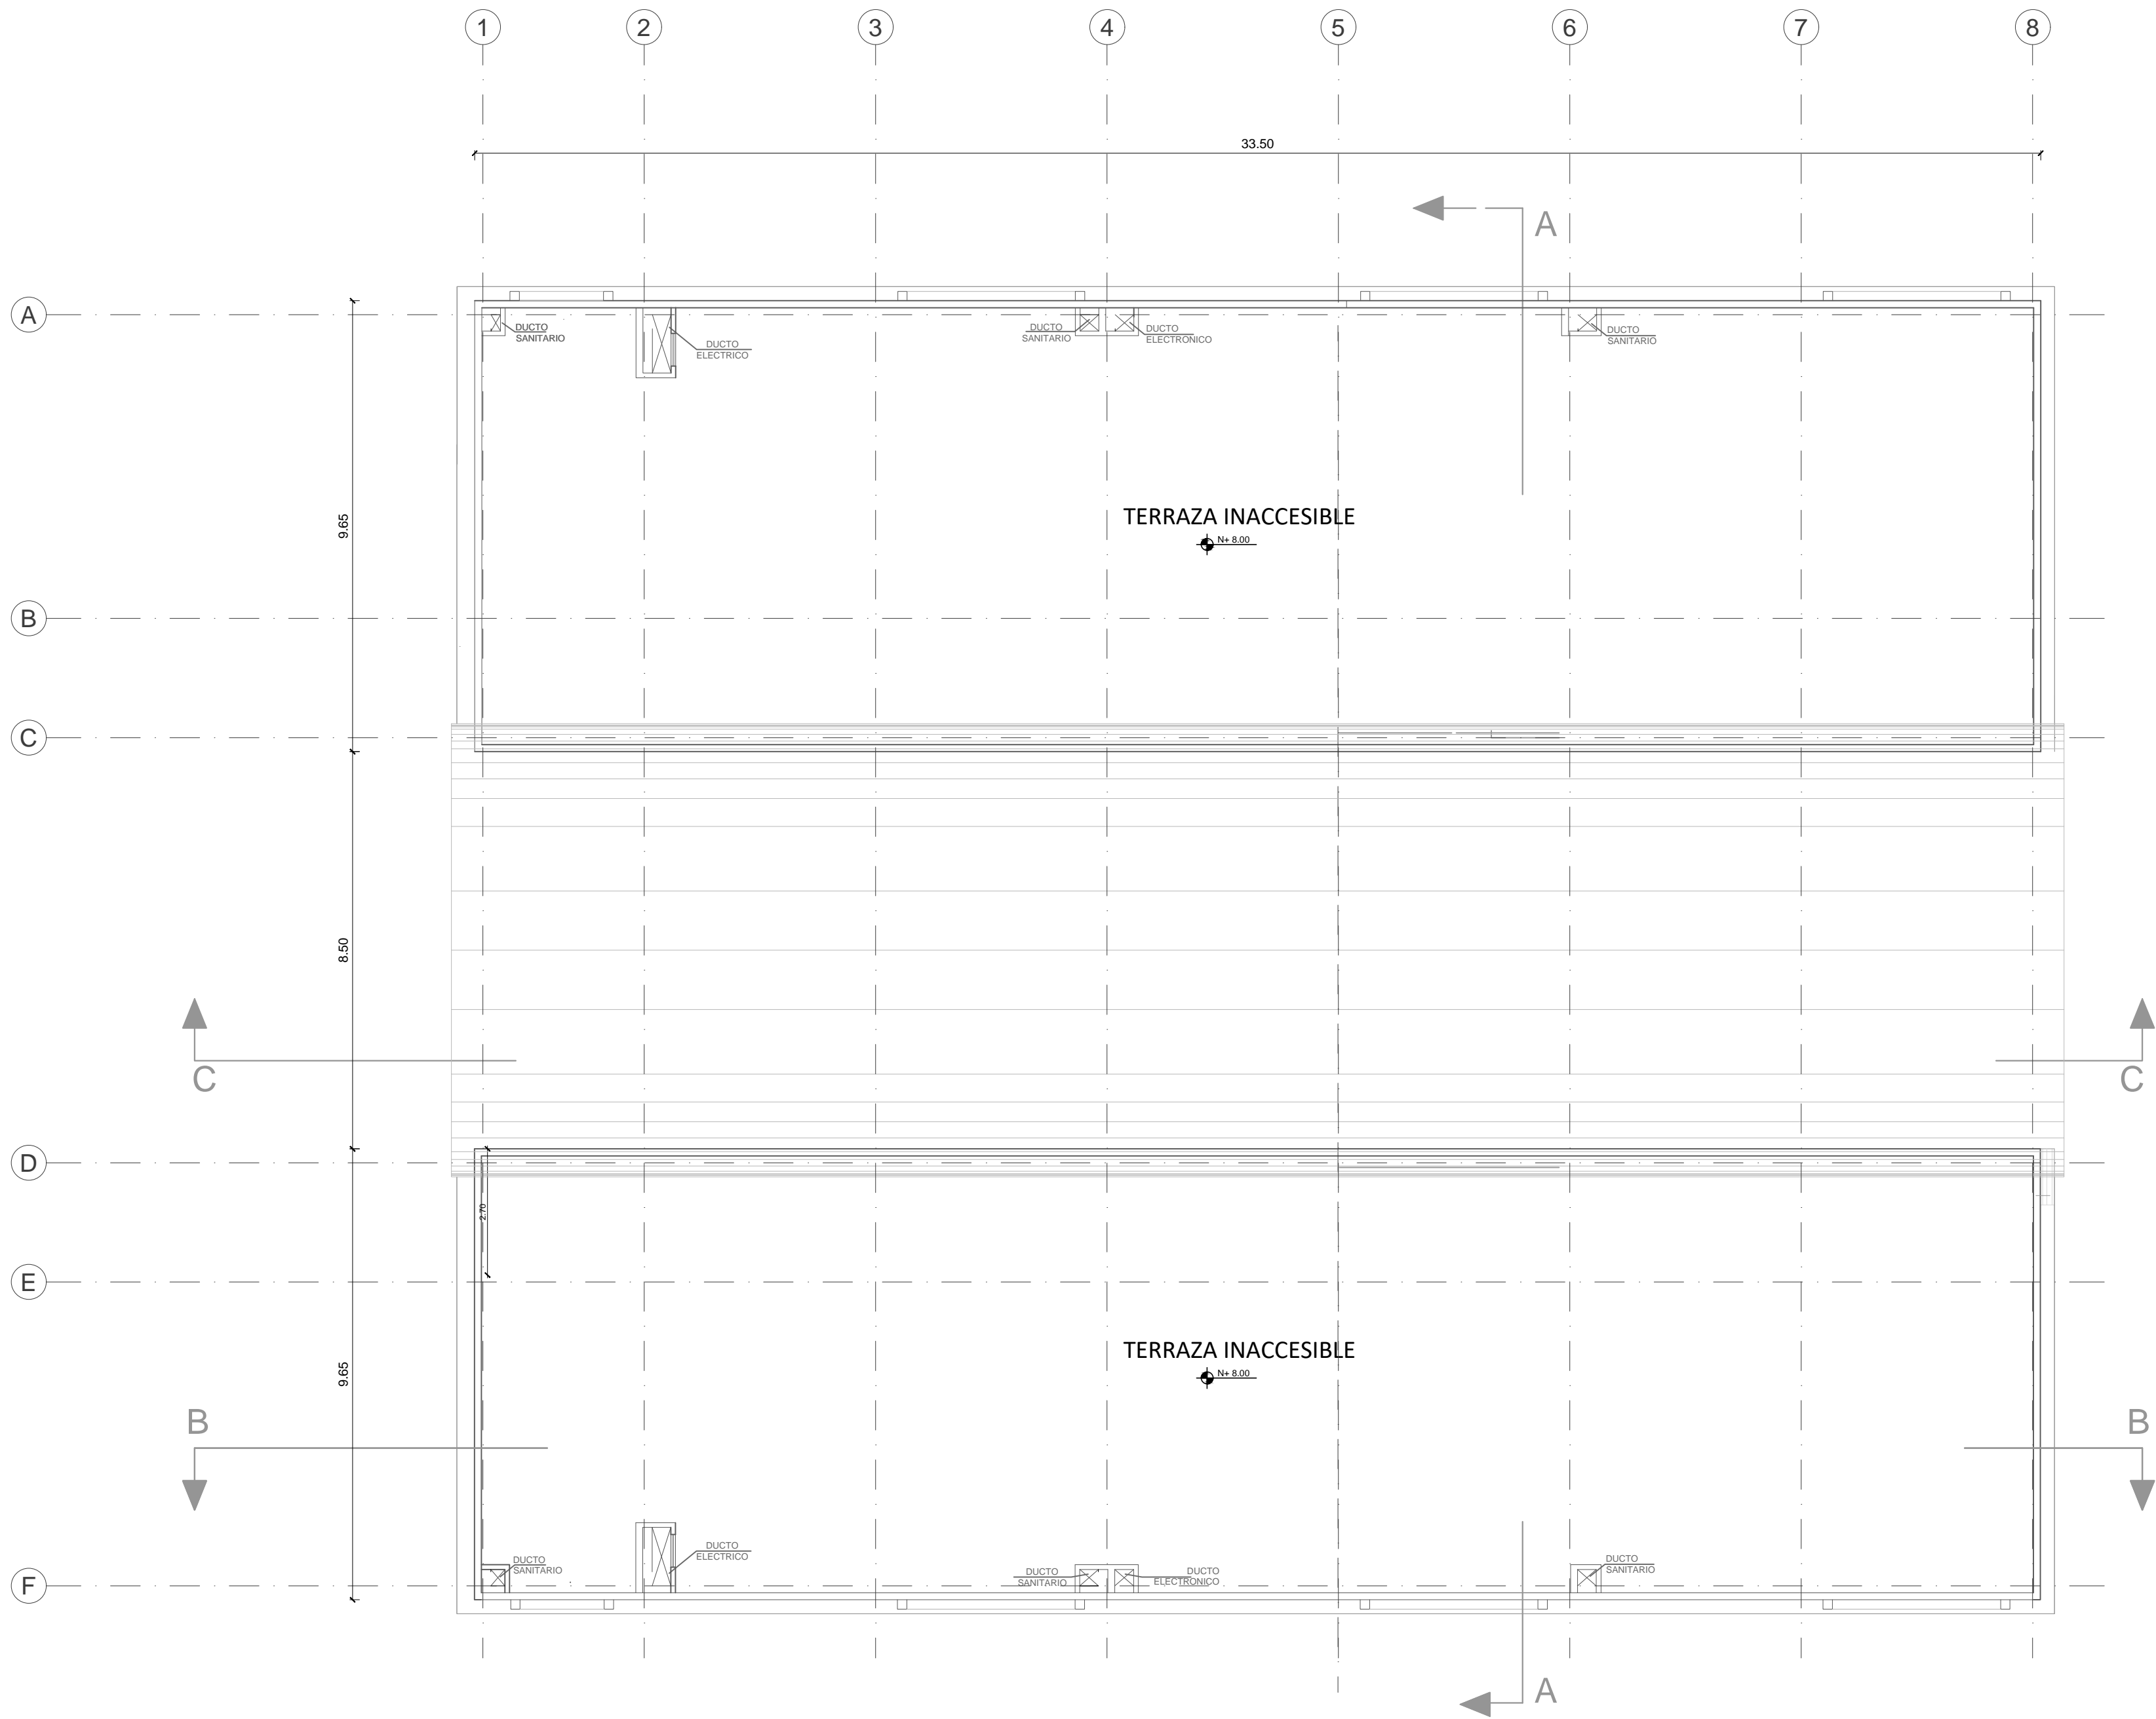 1 2 3 4 5 6 7 8
33.50
A
A
DUCTO
SANITARIO
DUCTO
ELECTRICO
DUCTO
SANITARIO
DUCTO
ELECTRONICO
DUCTO
SANITARIO
9.65
TERRAZA INACCESIBLE
N+ 8.00
B
C
8.50
C
C
D
2.70
E
TERRAZA INACCESIBLE
N+ 8.00
9.65
B
B
DUCTO
SANITARIO
DUCTO
ELECTRICO
DUCTO
SANITARIO
DUCTO
ELECTRONICO
DUCTO
SANITARIO
F
A